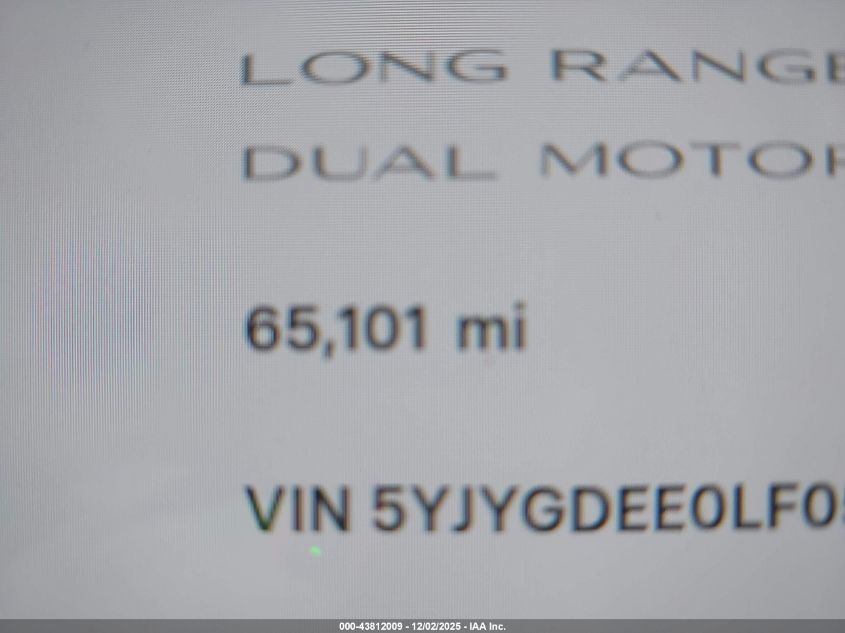 LONG RANGE
DUAL MOTOR
65,101 mi
VIN 5YJYGDEE0LF0
000-43812009 - 12/02/2025 - IAA Inc.